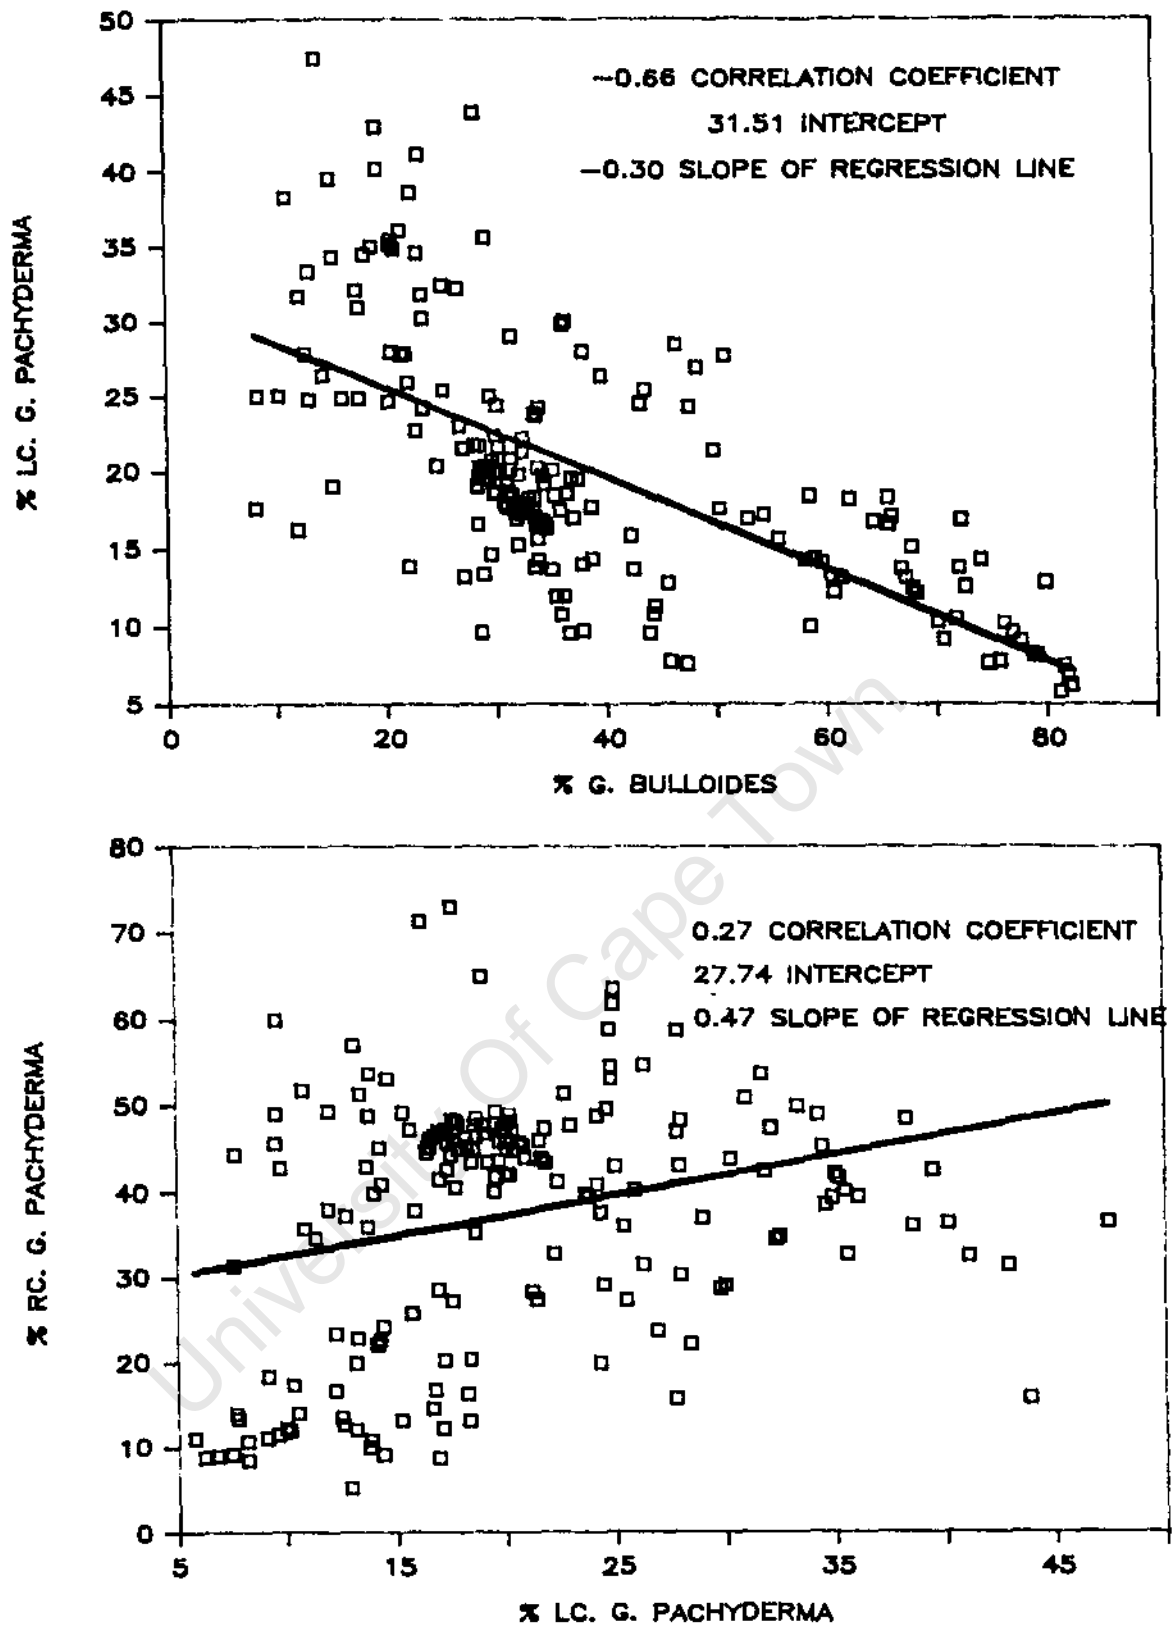 50
45
40
35
30
25
20
15
10
5
% LC. G. PACHYDERMA
-0.66 CORRELATION COEFFICIENT
31.51 INTERCEPT
-0.30 SLOPE OF REGRESSION LINE
0 20 40 60 80
% G. BULLOIDES
80
70
60
50
40
30
20
10
0
% RC. G. PACHYDERMA
0.27 CORRELATION COEFFICIENT
27.74 INTERCEPT
0.47 SLOPE OF REGRESSION LINE
5 15 25 35 45
% LC. G. PACHYDERMA
University Of Cape Town